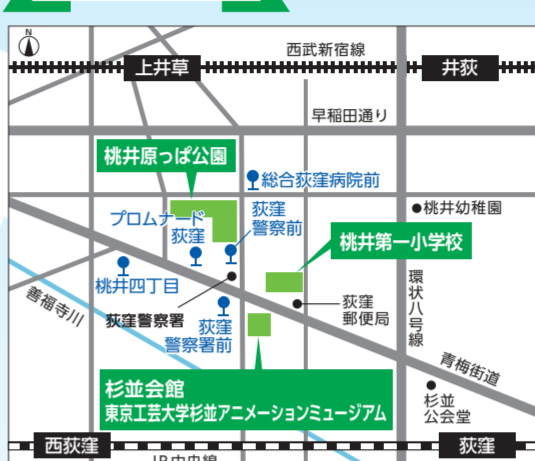 N
西武新宿線
上井草
井荻
早稲田通り
桃井原っぱ公園
総合荻窪病院前
プロムナード
荻窪
荻窪
警察前
桃井幼稚園
桃井第一小学校
桃井四丁目
環状八号線
善福寺川
荻窪警察署
荻窪
郵便局
荻窪
警察署前
青梅街道
杉並会館
東京工芸大学杉並アニメーションミュージアム
杉並
公会堂
西荻窪
荻窪
JR中央線